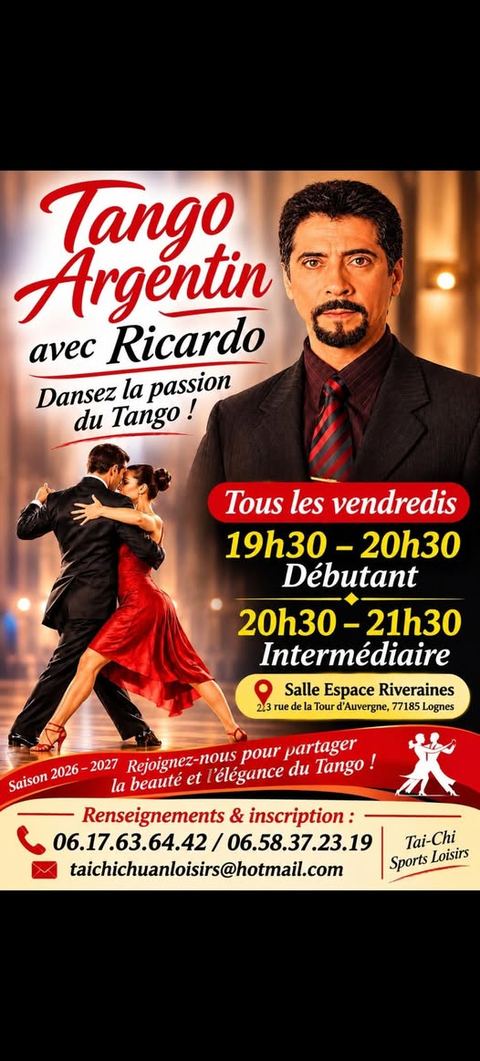 Tango
Argentin
avec Ricardo
Dansez la passion
du Tango !
Tous les vendredis
19h30 – 20h30
Débutant
20h30 – 21h30
Intermédiaire
Salle Espace Riveraines
rue de la Tour d'Auvergne, 77185 Lognes
Saison 2026 – 2027 Rejoignez-nous pour partager
la beauté et l'élégance du Tango !
Renseignements & inscription :
06.17.63.64.42 / 06.58.37.23.19
taichichuanloisirs@hotmail.com
Tai-Chi
Sports Loisirs